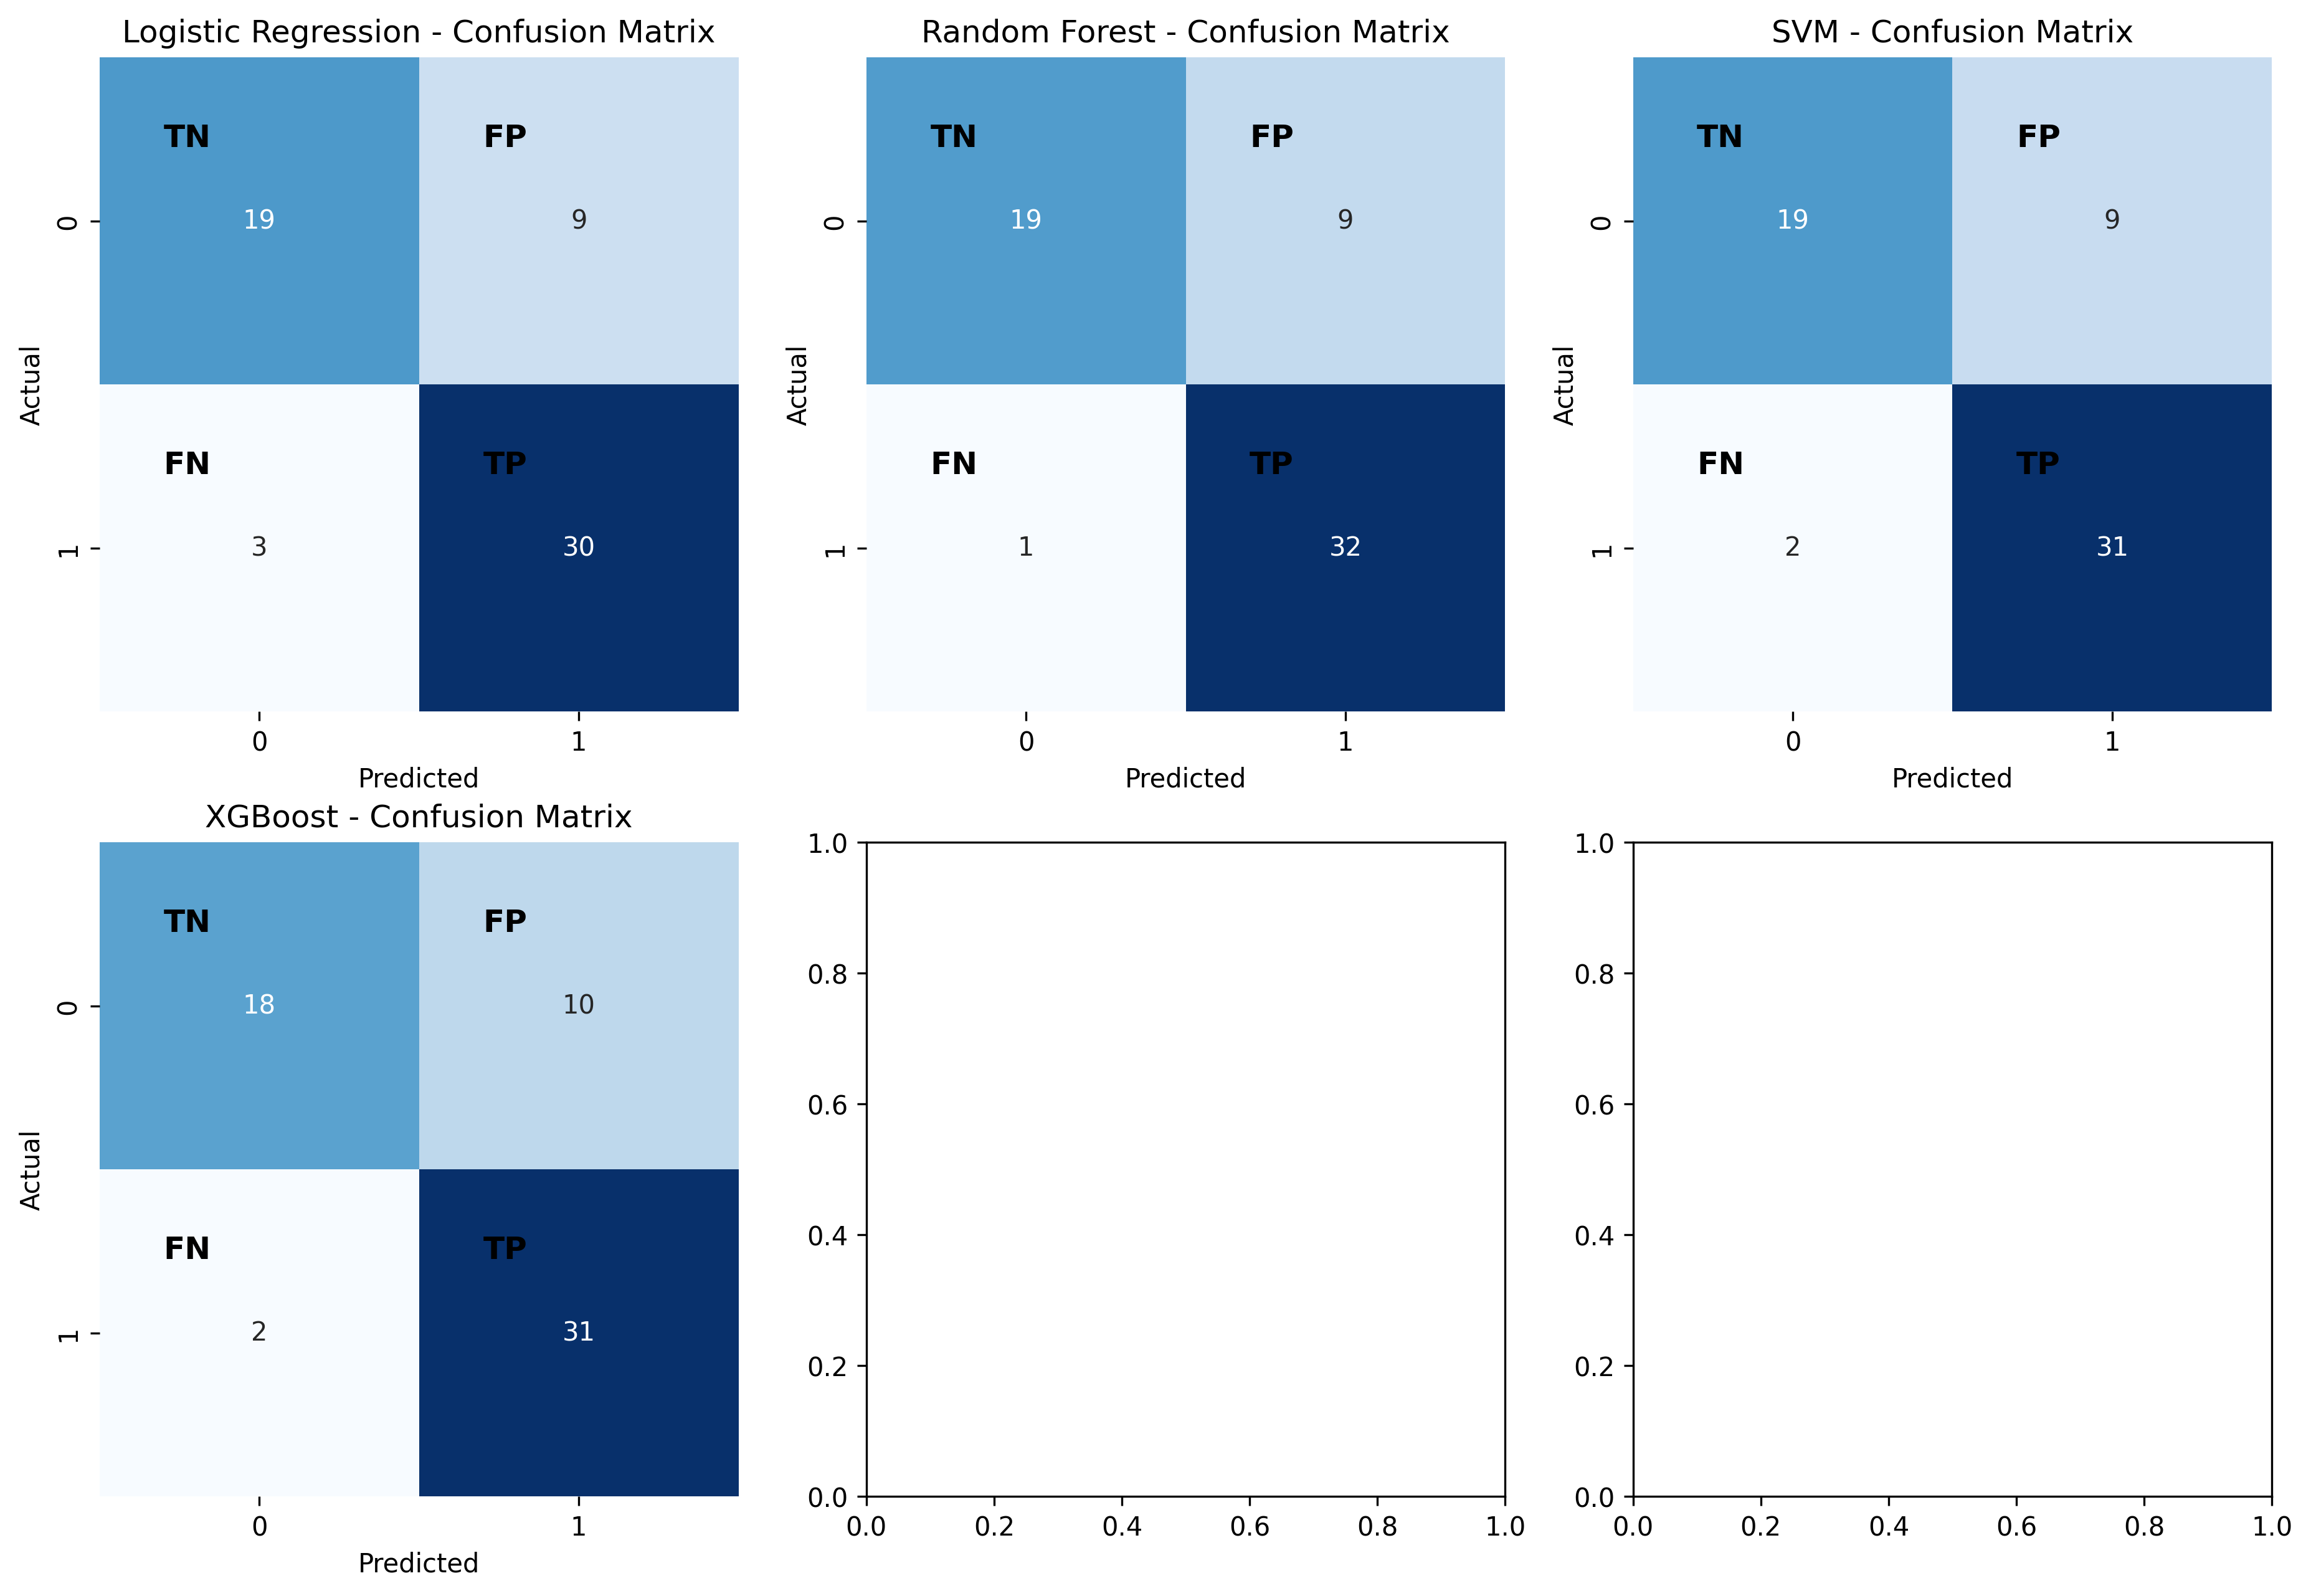 Logistic Regression - Confusion Matrix
TN FP
0 19 9
Actual
FN TP
1 3 30
0 1
Predicted
Random Forest - Confusion Matrix
TN FP
0 19 9
Actual
FN TP
1 1 32
0 1
Predicted
SVM - Confusion Matrix
TN FP
0 19 9
Actual
FN TP
1 2 31
0 1
Predicted
XGBoost - Confusion Matrix
TN FP
0 18 10
Actual
FN TP
1 2 31
0 1
Predicted
1.0
0.8
0.6
0.4
0.2
0.0
0.0 0.2 0.4 0.6 0.8 1.0
1.0
0.8
0.6
0.4
0.2
0.0
0.0 0.2 0.4 0.6 0.8 1.0